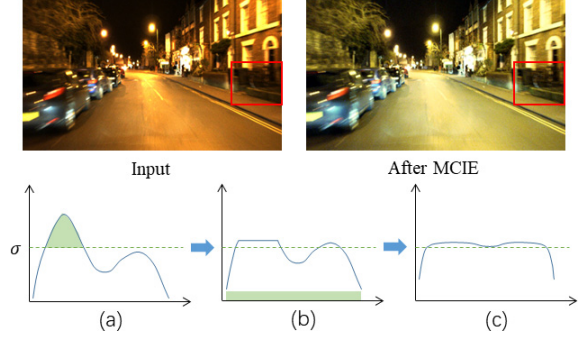 Input
After MCIE
σ
(a)
(b)
(c)